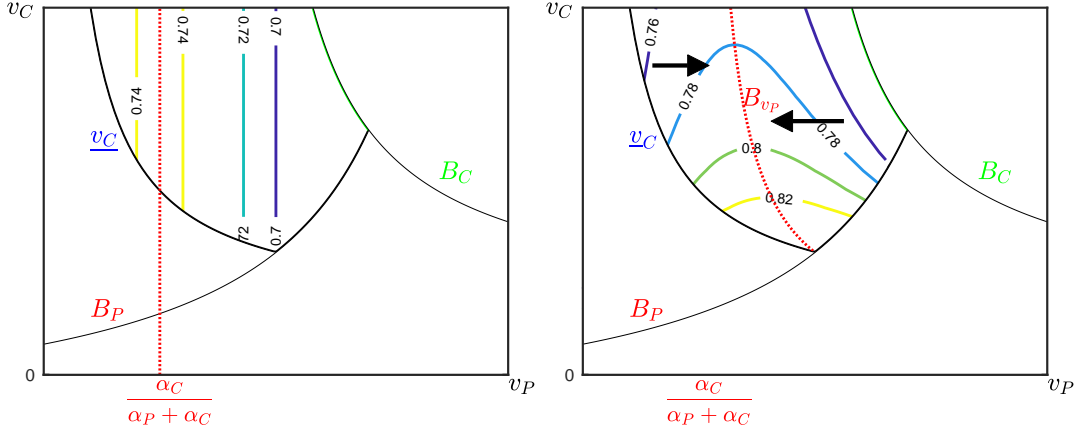 v_C
0.74
0.74
0.72
0.7
v_C
B_C
72
0.7
B_P
0
v_P
α_C
α_P + α_C
v_C
0.76
0.78
B_{v_P}
0.78
v_C
0.8
B_C
0.82
B_P
0
v_P
α_C
α_P + α_C